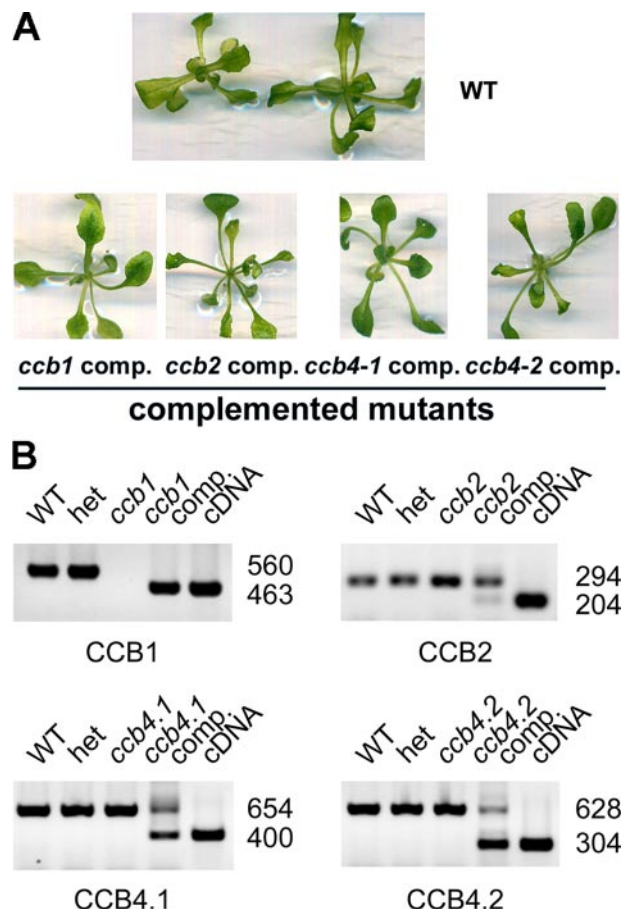 A
WT
ccb1 comp. ccb2 comp. ccb4-1 comp. ccb4-2 comp.
complemented mutants
B
WT het ccb1 ccb1 comp. cDNA
560
463
CCB1
WT het ccb2 ccb2 comp. cDNA
294
204
CCB2
WT het ccb4.1 ccb4.1 comp. cDNA
654
400
CCB4.1
WT het ccb4.2 ccb4.2 comp. cDNA
628
304
CCB4.2